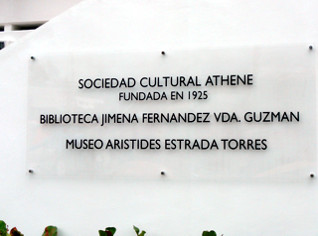 SOCIEDAD CULTURAL ATHENE
FUNDADA EN 1925
BIBLIOTECA JIMENA FERNANDEZ VDA. GUZMAN
MUSEO ARISTIDES ESTRADA TORRES